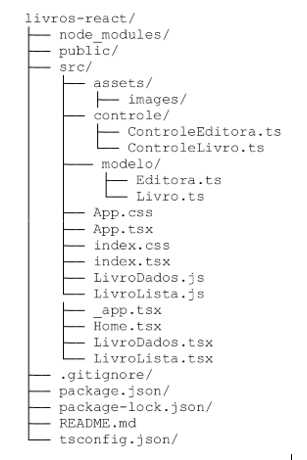 livros-react/
├── node_modules/
├── public/
├── src/
│   ├── assets/
│   │   ├── images/
│   ├── controle/
│   │   ├── ControleEditora.ts
│   │   └── ControleLivro.ts
│   ├── modelo/
│   │   ├── Editora.ts
│   │   └── Livro.ts
│   ├── App.css
│   ├── App.tsx
│   ├── index.css
│   ├── index.tsx
│   ├── LivroDados.js
│   └── LivroLista.js
│   ├── _app.tsx
│   ├── Home.tsx
│   ├── LivroDados.tsx
│   └── LivroLista.tsx
├── .gitignore/
├── package.json/
├── package-lock.json/
├── README.md
└── tsconfig.json/